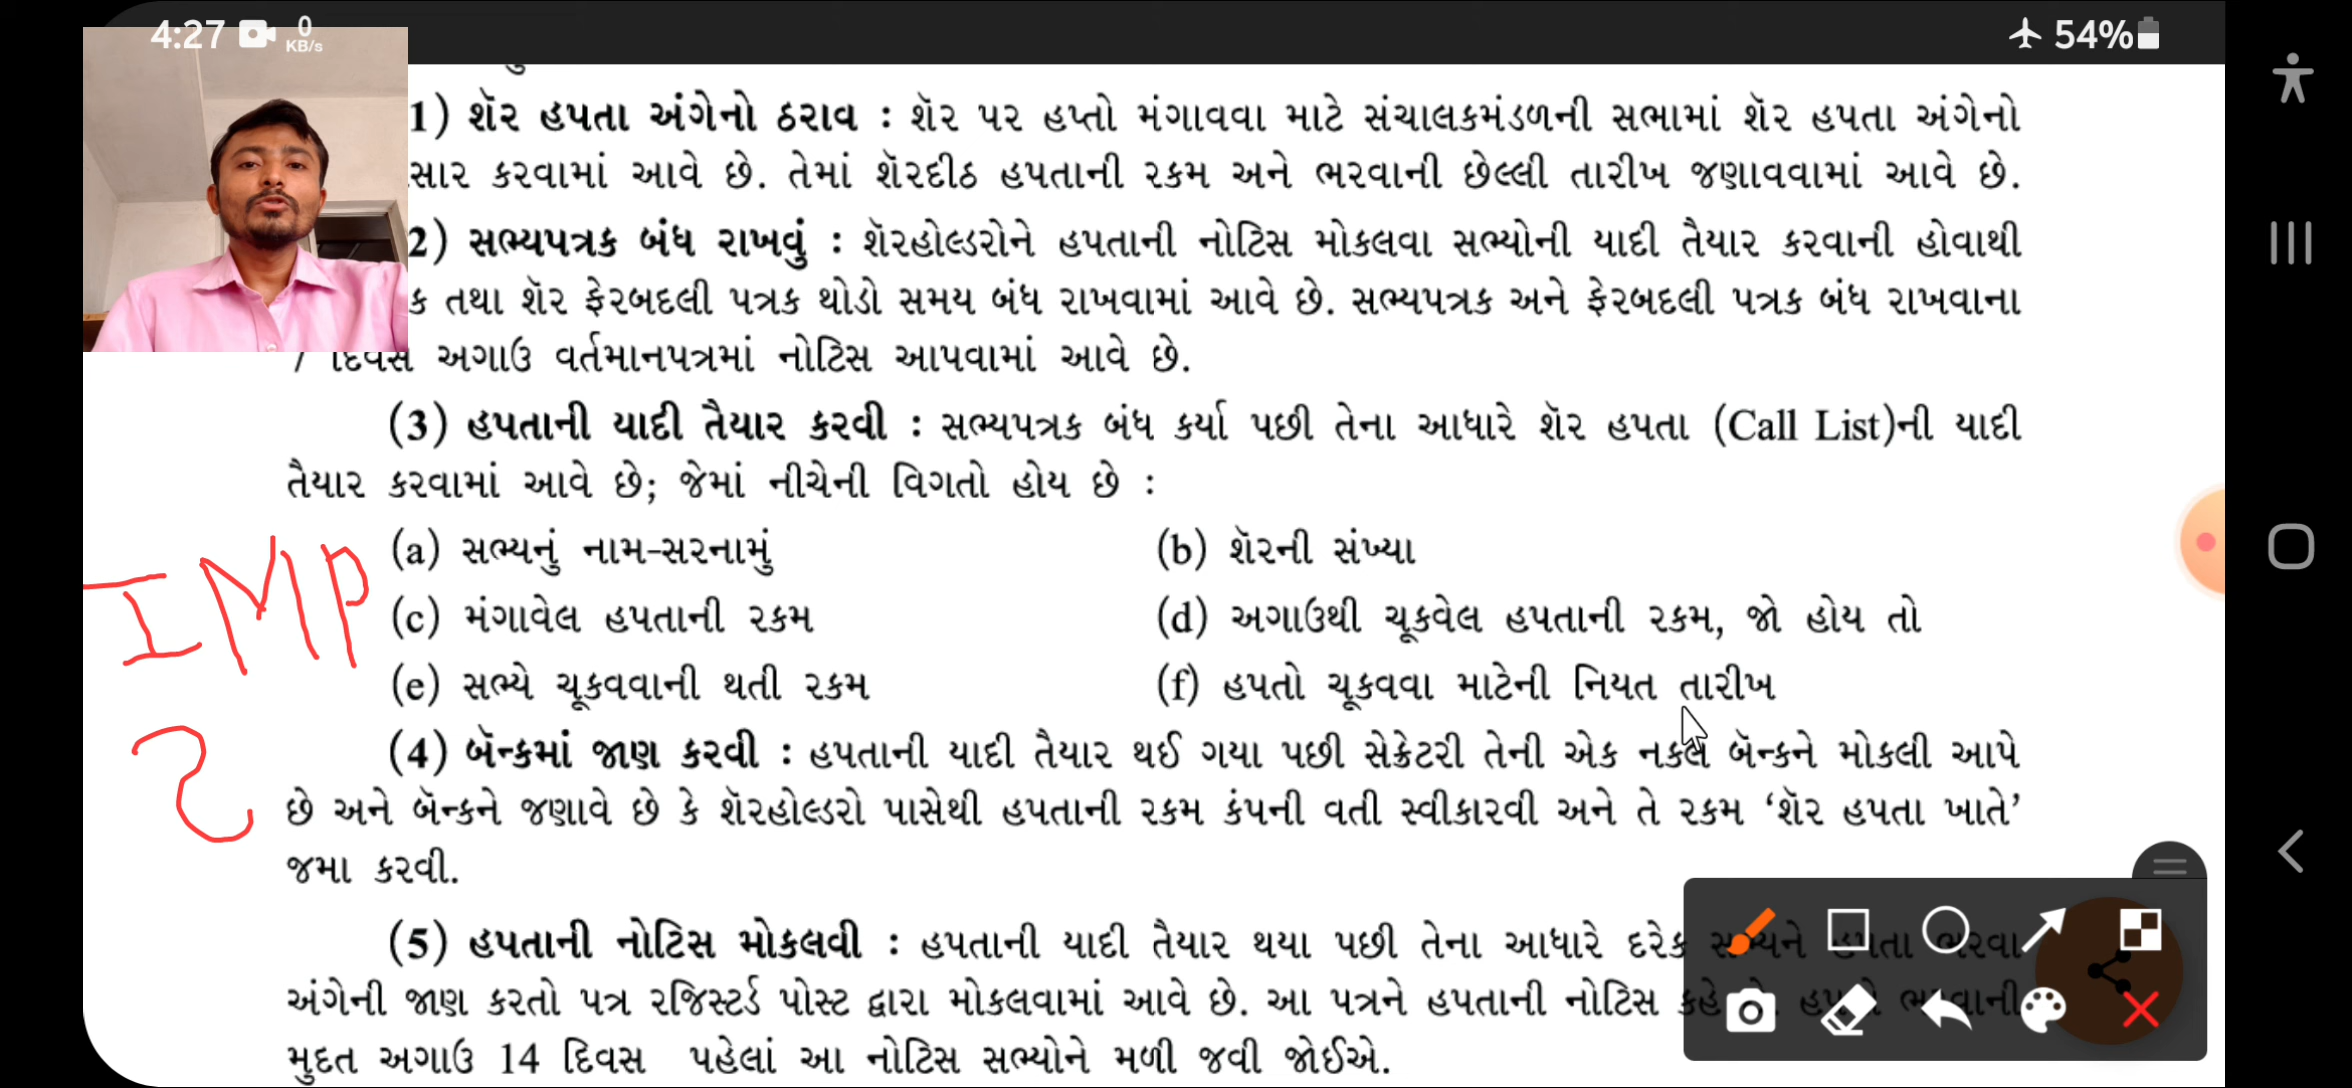 4:27 0 KB/s 54%
1) શૅર હપતા અંગેનો ઠરાવ : શૅર પર હપ્તો મંગાવવા માટે સંચાલકમંડળની સભામાં શૅર હપતા અંગેનો
સાર કરવામાં આવે છે. તેમાં શૅરદીઠ હપતાની રકમ અને ભરવાની છેલ્લી તારીખ જણાવવામાં આવે છે.
2) સભ્યપત્રક બંધ રાખવું : શૅરહોલ્ડરોને હપતાની નોટિસ મોકલવા સભ્યોની યાદી તૈયાર કરવાની હોવાથી
ક તથા શૅર ફેરબદલી પત્રક થોડો સમય બંધ રાખવામાં આવે છે. સભ્યપત્રક અને ફેરબદલી પત્રક બંધ રાખવાના
7 દિવસ અગાઉ વર્તમાનપત્રમાં નોટિસ આપવામાં આવે છે.
(3) હપતાની યાદી તૈયાર કરવી : સભ્યપત્રક બંધ કર્યા પછી તેના આધારે શૅર હપતા (Call List)ની યાદી
તૈયાર કરવામાં આવે છે; જેમાં નીચેની વિગતો હોય છે :
IMP
(a) સભ્યનું નામ-સરનામું (b) શૅરની સંખ્યા
(c) મંગાવેલ હપતાની રકમ (d) અગાઉથી ચૂકવેલ હપતાની રકમ, જો હોય તો
(e) સભ્યે ચૂકવવાની થતી રકમ (f) હપતો ચૂકવવા માટેની નિયત તારીખ
(4) બૅન્કમાં જાણ કરવી : હપતાની યાદી તૈયાર થઈ ગયા પછી સેક્રેટરી તેની એક નકલ બૅન્કને મોકલી આપે
છે અને બૅન્કને જણાવે છે કે શૅરહોલ્ડરો પાસેથી હપતાની રકમ કંપની વતી સ્વીકારવી અને તે રકમ ‘શૅર હપતા ખાતે’
જમા કરવી.
(5) હપતાની નોટિસ મોકલવી : હપતાની યાદી તૈયાર થયા પછી તેના આધારે દરેક સભ્યને હપતા ભરવા
અંગેની જાણ કરતો પત્ર રજિસ્ટર્ડ પોસ્ટ દ્વારા મોકલવામાં આવે છે. આ પત્રને હપતાની નોટિસ
મુદત અગાઉ 14 દિવસ પહેલાં આ નોટિસ સભ્યોને મળી જવી જોઈએ.